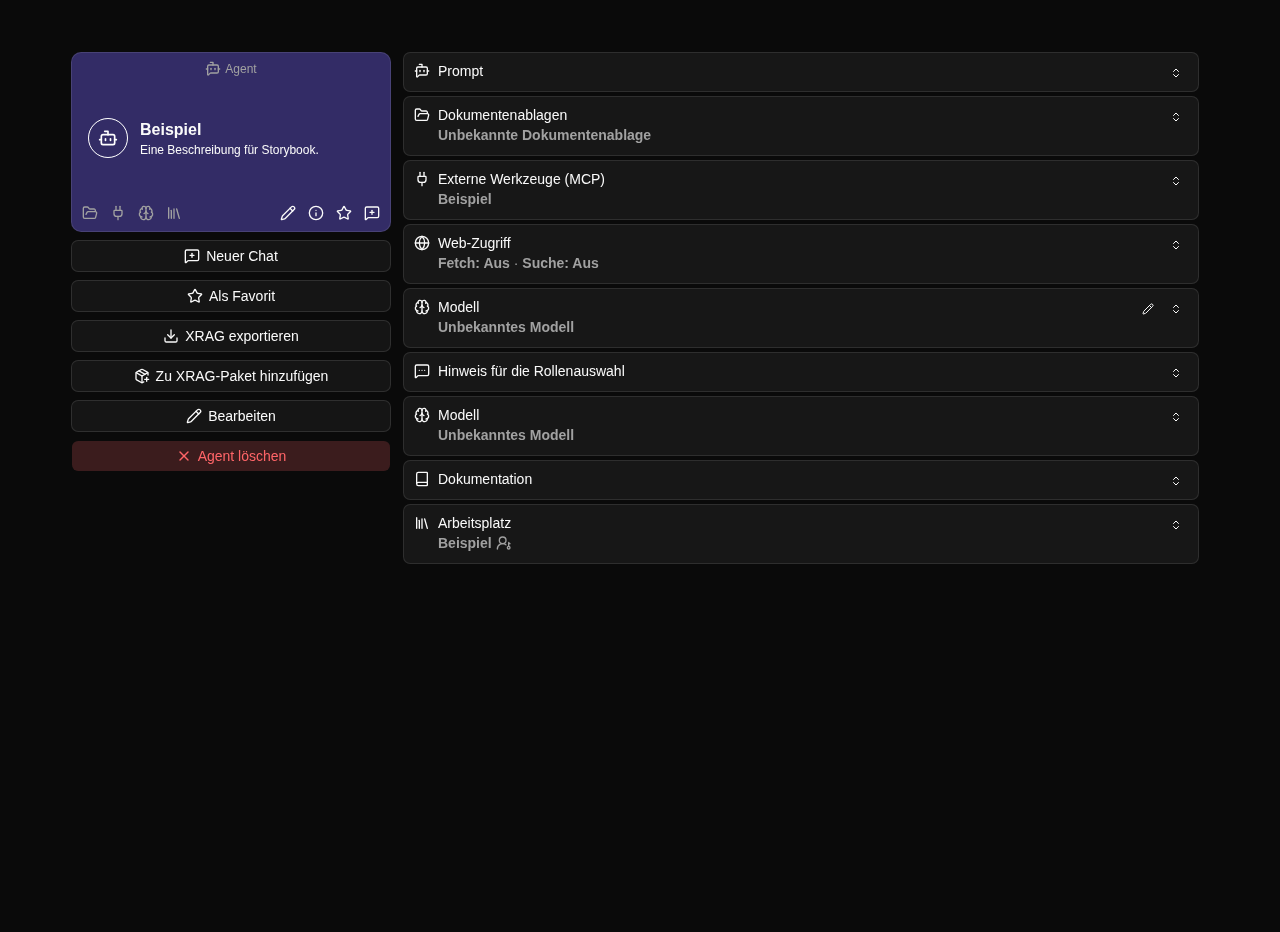 Agent
Beispiel
Eine Beschreibung für Storybook.
Neuer Chat
Als Favorit
XRAG exportieren
Zu XRAG-Paket hinzufügen
Bearbeiten
Agent löschen
Prompt
Dokumentenablagen
Unbekannte Dokumentenablage
Externe Werkzeuge (MCP)
Beispiel
Web-Zugriff
Fetch: Aus · Suche: Aus
Modell
Unbekanntes Modell
Hinweis für die Rollenauswahl
Modell
Unbekanntes Modell
Dokumentation
Arbeitsplatz
Beispiel